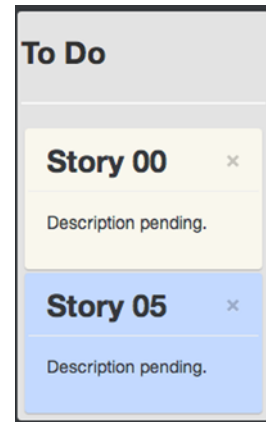 To Do
Story 00 ×
Description pending.
Story 05 ×
Description pending.